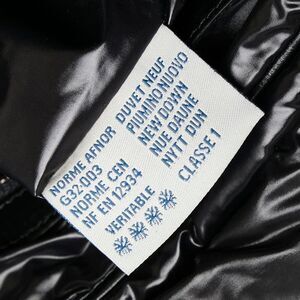 NORME AFNOR
G32-003
NORME CEN
NF EN 12934
VERITABLE
DUVET NEUF
PIUMINO NUOVO
NEW DOWN
NUE DAUNE
NYTT DUN
CLASSE 1